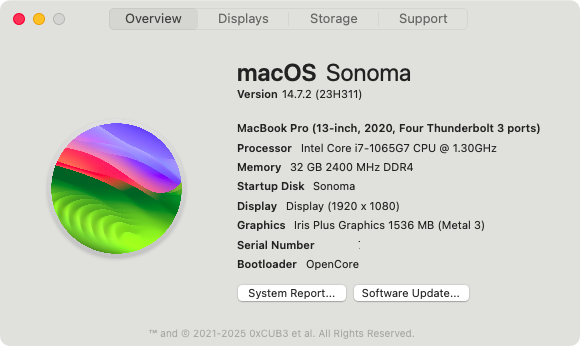 Overview Displays Storage Support
macOS Sonoma
Version 14.7.2 (23H311)
MacBook Pro (13-inch, 2020, Four Thunderbolt 3 ports)
Processor Intel Core i7-1065G7 CPU @ 1.30GHz
Memory 32 GB 2400 MHz DDR4
Startup Disk Sonoma
Display Display (1920 x 1080)
Graphics Iris Plus Graphics 1536 MB (Metal 3)
Serial Number
Bootloader OpenCore
System Report... Software Update...
™ and © 2021-2025 0xCUB3 et al. All Rights Reserved.